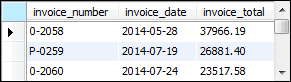 invoice_number invoice_date invoice_total
0-2058 2014-05-28 37966.19
P-0259 2014-07-19 26881.40
0-2060 2014-07-24 23517.58